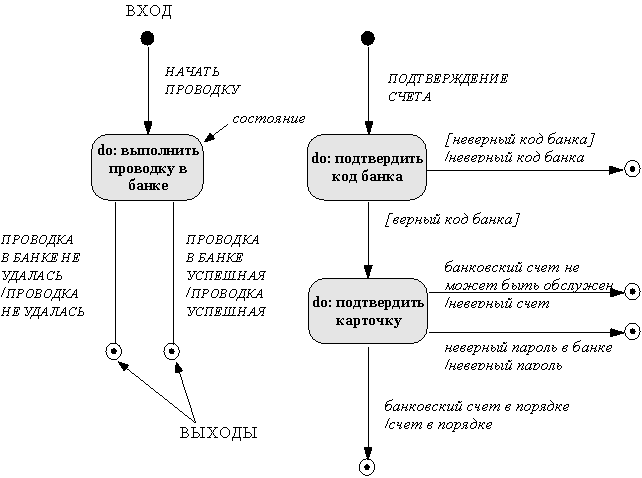 ВХОД
НАЧАТЬ
ПРОВОДКУ
состояние
do: выполнить
проводку в
банке
ПРОВОДКА
В БАНКЕ НЕ
УДАЛАСЬ
/ПРОВОДКА
НЕ УДАЛАСЬ
ПРОВОДКА
В БАНКЕ
УСПЕШНАЯ
/ПРОВОДКА
УСПЕШНАЯ
ВЫХОДЫ
ПОДТВЕРЖДЕНИЕ
СЧЕТА
do: подтвердить
код банка
[неверный код банка]
/неверный код банка
[верный код банка]
do: подтвердить
карточку
банковский счет не
может быть обслужен
/неверный счет
неверный пароль в банке
/неверный пароль
банковский счет в порядке
/счет в порядке